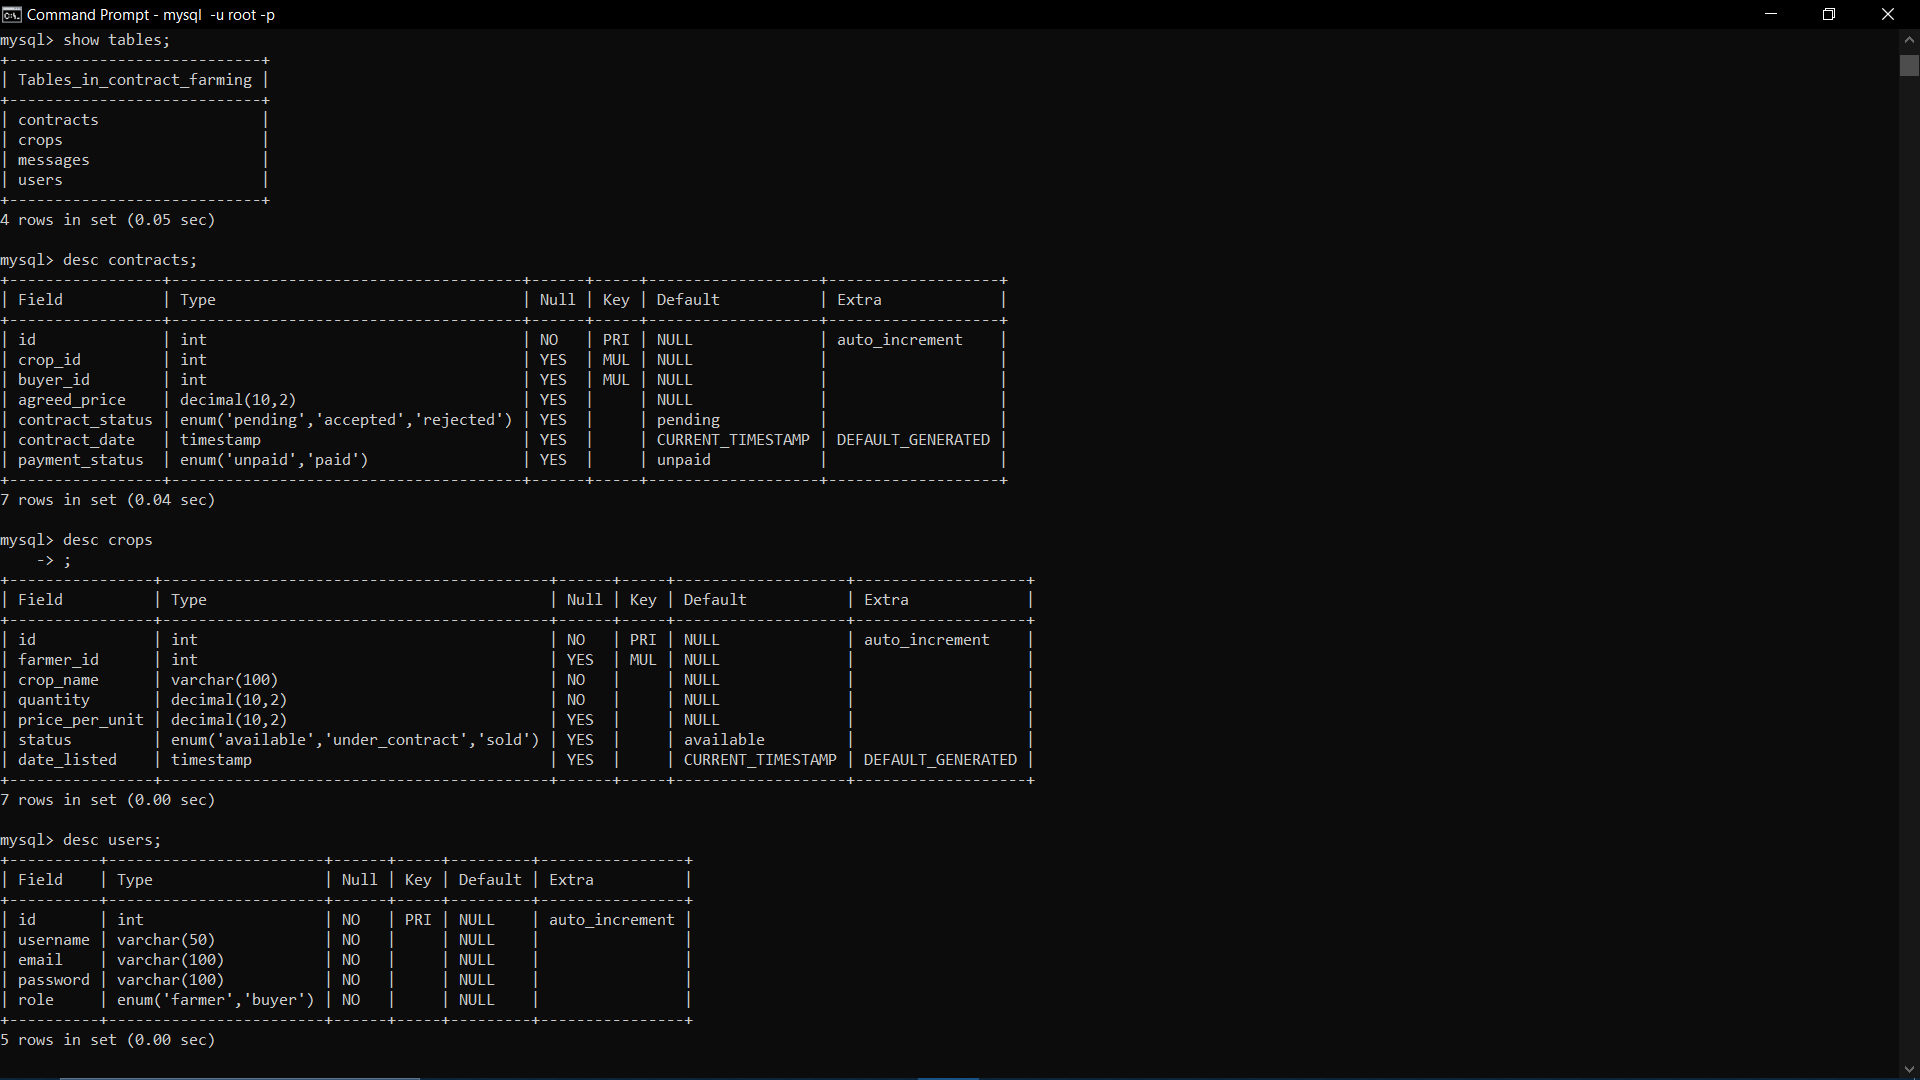 Command Prompt - mysql  -u root -p
mysql> show tables;
+----------------------------+
| Tables_in_contract_farming |
+----------------------------+
| contracts                  |
| crops                      |
| messages                   |
| users                      |
+----------------------------+
4 rows in set (0.05 sec)

mysql> desc contracts;
+-----------------+---------------------------------------+------+-----+-------------------+-------------------+
| Field           | Type                                  | Null | Key | Default           | Extra             |
+-----------------+---------------------------------------+------+-----+-------------------+-------------------+
| id              | int                                   | NO   | PRI | NULL              | auto_increment    |
| crop_id         | int                                   | YES  | MUL | NULL              |                   |
| buyer_id        | int                                   | YES  | MUL | NULL              |                   |
| agreed_price    | decimal(10,2)                         | YES  |     | NULL              |                   |
| contract_status | enum('pending','accepted','rejected') | YES  |     | pending           |                   |
| contract_date   | timestamp                             | YES  |     | CURRENT_TIMESTAMP | DEFAULT_GENERATED |
| payment_status  | enum('unpaid','paid')                 | YES  |     | unpaid            |                   |
+-----------------+---------------------------------------+------+-----+-------------------+-------------------+
7 rows in set (0.04 sec)

mysql> desc crops
    -> ;
+----------------+-------------------------------------------+------+-----+-------------------+-------------------+
| Field          | Type                                      | Null | Key | Default           | Extra             |
+----------------+-------------------------------------------+------+-----+-------------------+-------------------+
| id             | int                                       | NO   | PRI | NULL              | auto_increment    |
| farmer_id      | int                                       | YES  | MUL | NULL              |                   |
| crop_name      | varchar(100)                              | NO   |     | NULL              |                   |
| quantity       | decimal(10,2)                             | NO   |     | NULL              |                   |
| price_per_unit | decimal(10,2)                             | YES  |     | NULL              |                   |
| status         | enum('available','under_contract','sold') | YES  |     | available         |                   |
| date_listed    | timestamp                                 | YES  |     | CURRENT_TIMESTAMP | DEFAULT_GENERATED |
+----------------+-------------------------------------------+------+-----+-------------------+-------------------+
7 rows in set (0.00 sec)

mysql> desc users;
+----------+------------------------+------+-----+---------+----------------+
| Field    | Type                   | Null | Key | Default | Extra          |
+----------+------------------------+------+-----+---------+----------------+
| id       | int                    | NO   | PRI | NULL    | auto_increment |
| username | varchar(50)            | NO   |     | NULL    |                |
| email    | varchar(100)           | NO   |     | NULL    |                |
| password | varchar(100)           | NO   |     | NULL    |                |
| role     | enum('farmer','buyer') | NO   |     | NULL    |                |
+----------+------------------------+------+-----+---------+----------------+
5 rows in set (0.00 sec)